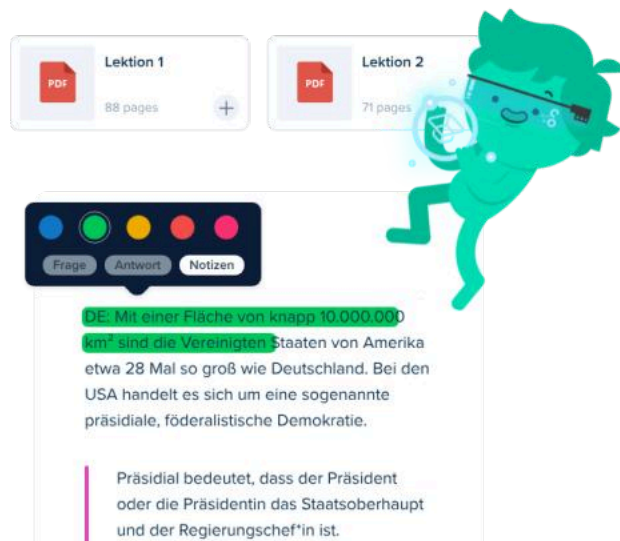 PDF
Lektion 1
88 pages
+
PDF
Lektion 2
71 pages
Frage
Antwort
Notizen
DE: Mit einer Fläche von knapp 10.000.000
km² sind die Vereinigten Staaten von Amerika
etwa 28 Mal so groß wie Deutschland. Bei den
USA handelt es sich um eine sogenannte
präsidiale, föderalistische Demokratie.
Präsidial bedeutet, dass der Präsident
oder die Präsidentin das Staatsoberhaupt
und der Regierungschef*in ist.